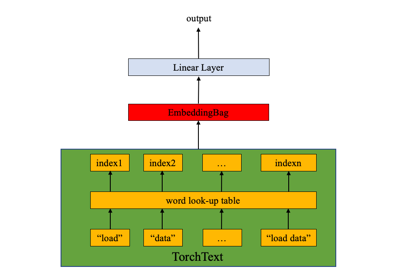 output
Linear Layer
EmbeddingBag
index1 index2 ... indexn
word look-up table
“load” “data” ... “load data”
TorchText